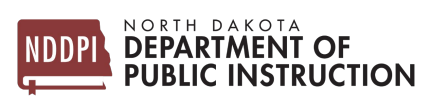 NDDPI
NORTH DAKOTA
DEPARTMENT OF
PUBLIC INSTRUCTION